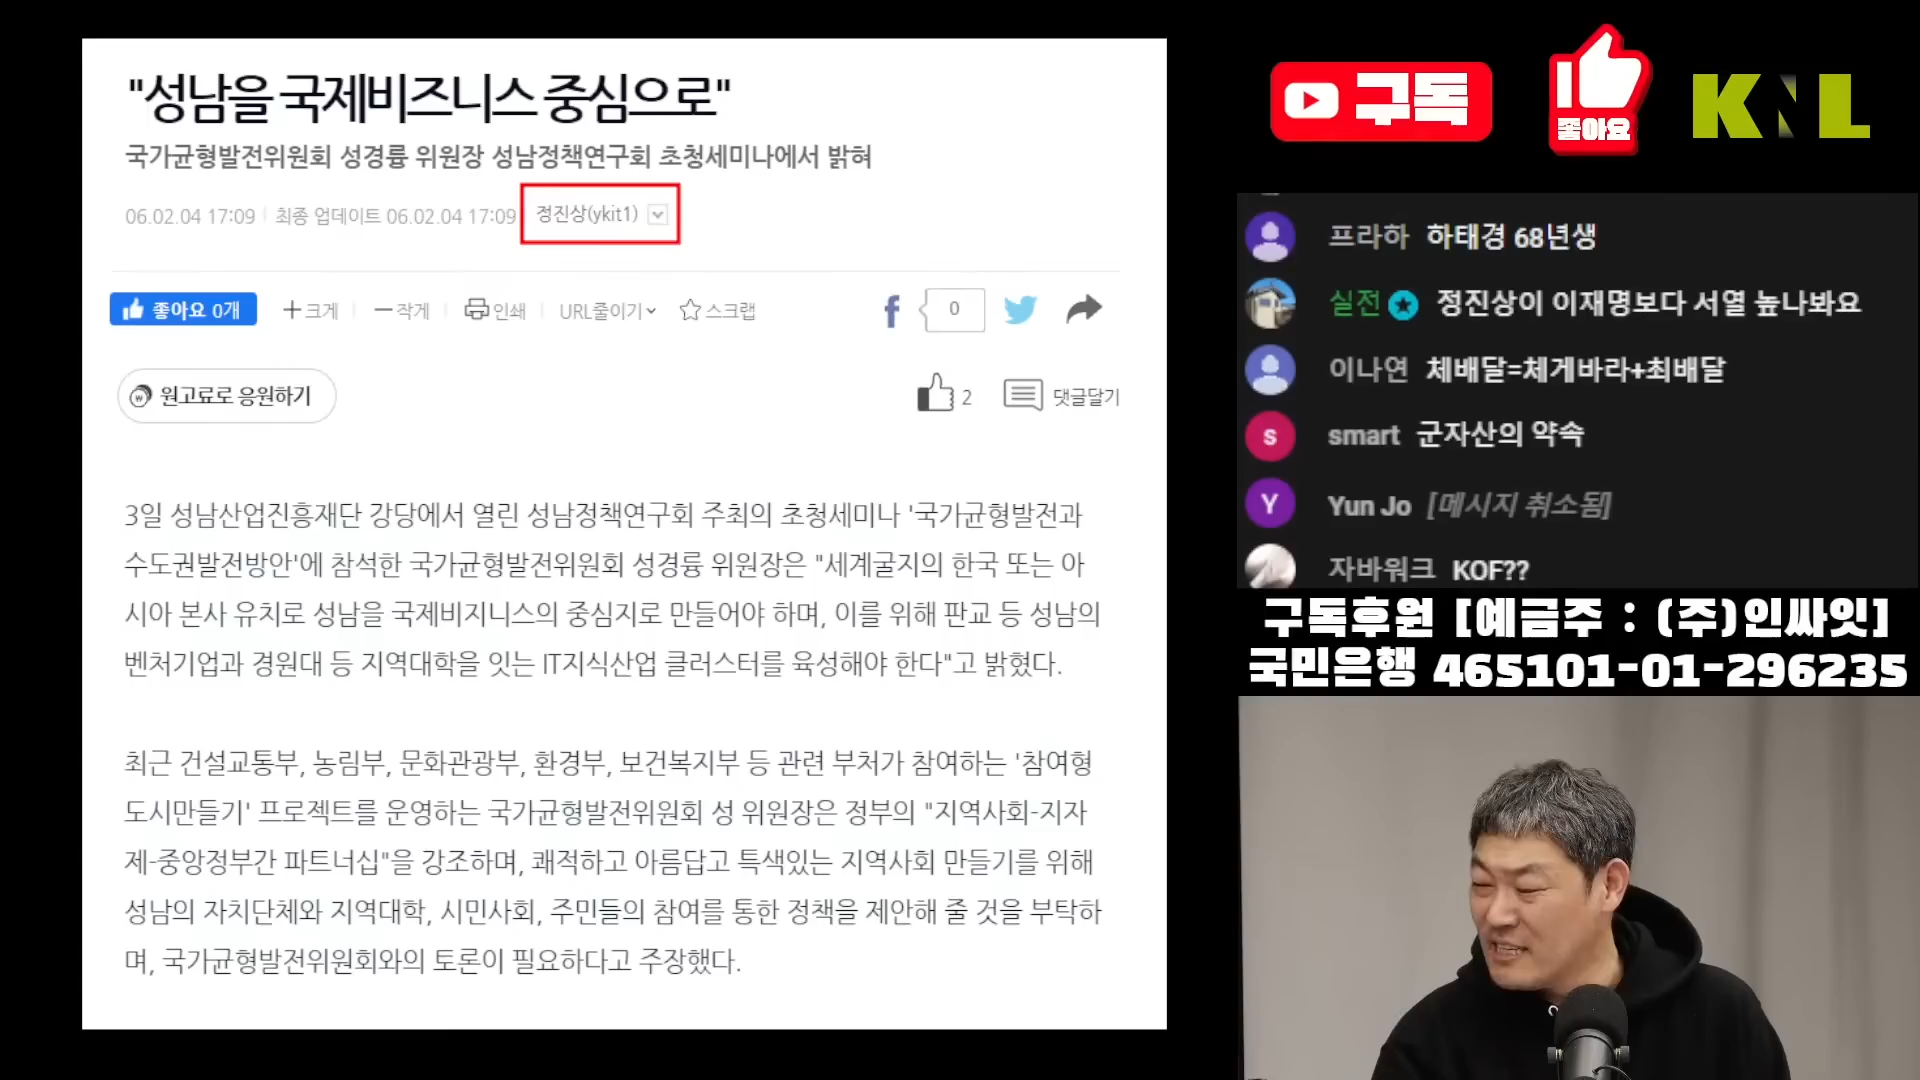 "성남을 국제비즈니스 중심으로"
국가균형발전위원회 성경륭 위원장 성남정책연구회 초청세미나에서 밝혀
06.02.04 17:09 최종 업데이트 06.02.04 17:09 정진상(ykit1)
좋아요 0개 크게 작게 인쇄 URL줄이기 스크랩 0
원고료로 응원하기 2 댓글달기
3일 성남산업진흥재단 강당에서 열린 성남정책연구회 주최의 초청세미나 '국가균형발전과
수도권발전방안'에 참석한 국가균형발전위원회 성경륭 위원장은 "세계굴지의 한국 또는 아
시아 본사 유치로 성남을 국제비지니스의 중심지로 만들어야 하며, 이를 위해 판교 등 성남의
벤처기업과 경원대 등 지역대학을 잇는 IT지식산업 클러스터를 육성해야 한다"고 밝혔다.
최근 건설교통부, 농림부, 문화관광부, 환경부, 보건복지부 등 관련 부처가 참여하는 '참여형
도시만들기' 프로젝트를 운영하는 국가균형발전위원회 성 위원장은 정부의 "지역사회-지자
제-중앙정부간 파트너십"을 강조하며, 쾌적하고 아름답고 특색있는 지역사회 만들기를 위해
성남의 자치단체와 지역대학, 시민사회, 주민들의 참여를 통한 정책을 제안해 줄 것을 부탁하
며, 국가균형발전위원회와의 토론이 필요하다고 주장했다.
구독
좋아요
KNL
프라하 하태경 68년생
실전 정진상이 이재명보다 서열 높나봐요
이나연 체배달=체게바라+최배달
s smart 군자산의 약속
Y Yun Jo [메시지 취소됨]
자바워크 KOF??
구독후원 [예금주 : (주)인싸잇]
국민은행 465101-01-296235